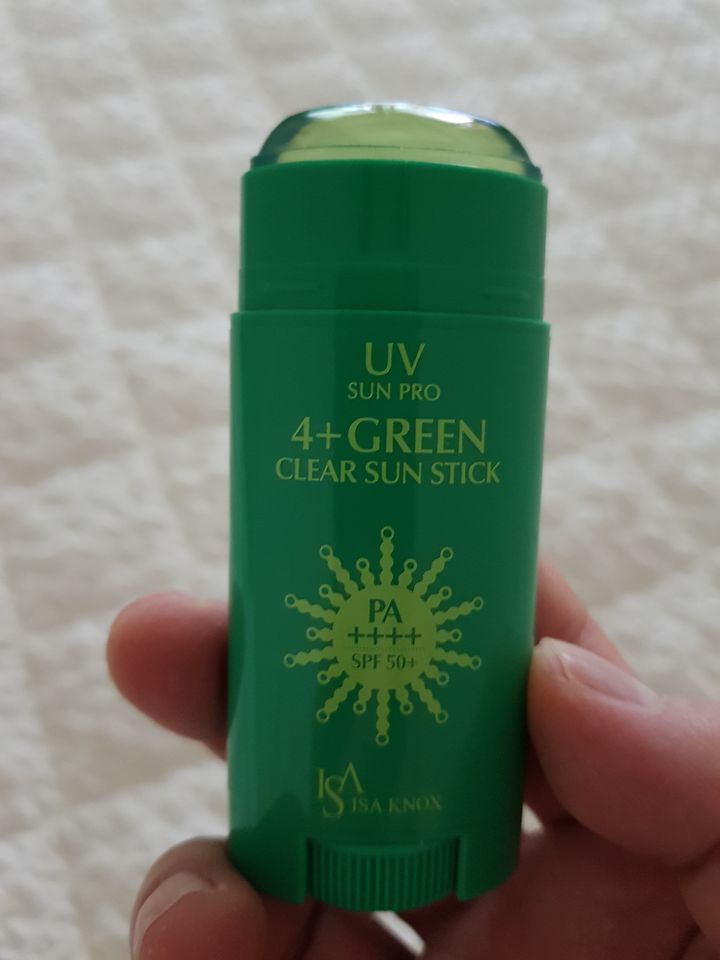 UV
SUN PRO
4+GREEN
CLEAR SUN STICK
PA
++++
SPF 50+
ISA
ISA KNOX